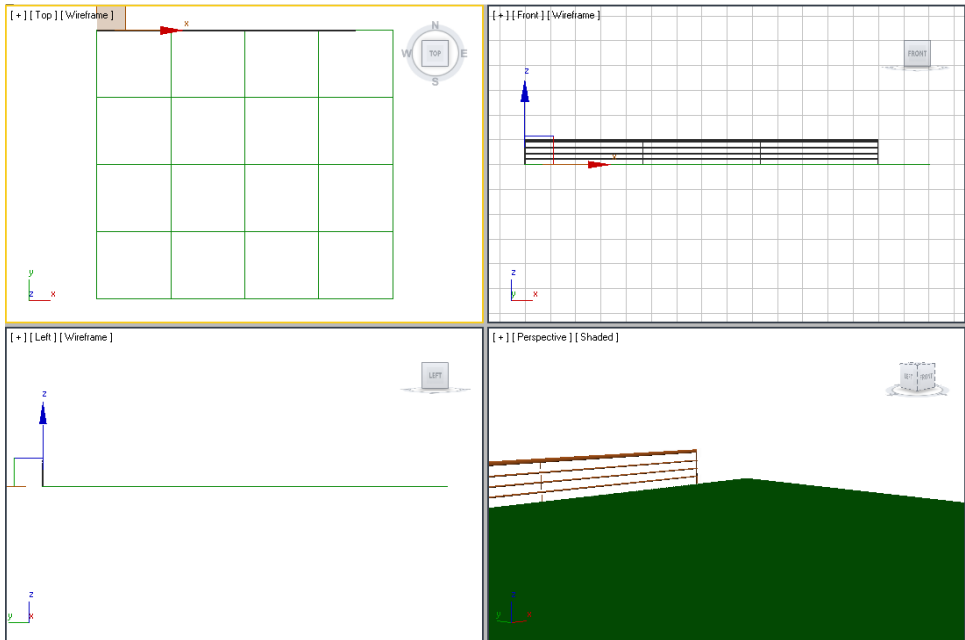 [ + ] [ Top ] [ Wireframe ]
x
N
W TOP E
S
y
z x
[ + ] [ Front ] [ Wireframe ]
FRONT
z
z
y x
[ + ] [ Left ] [ Wireframe ]
LEFT
z
z
y x
[ + ] [ Perspective ] [ Shaded ]
z
y x